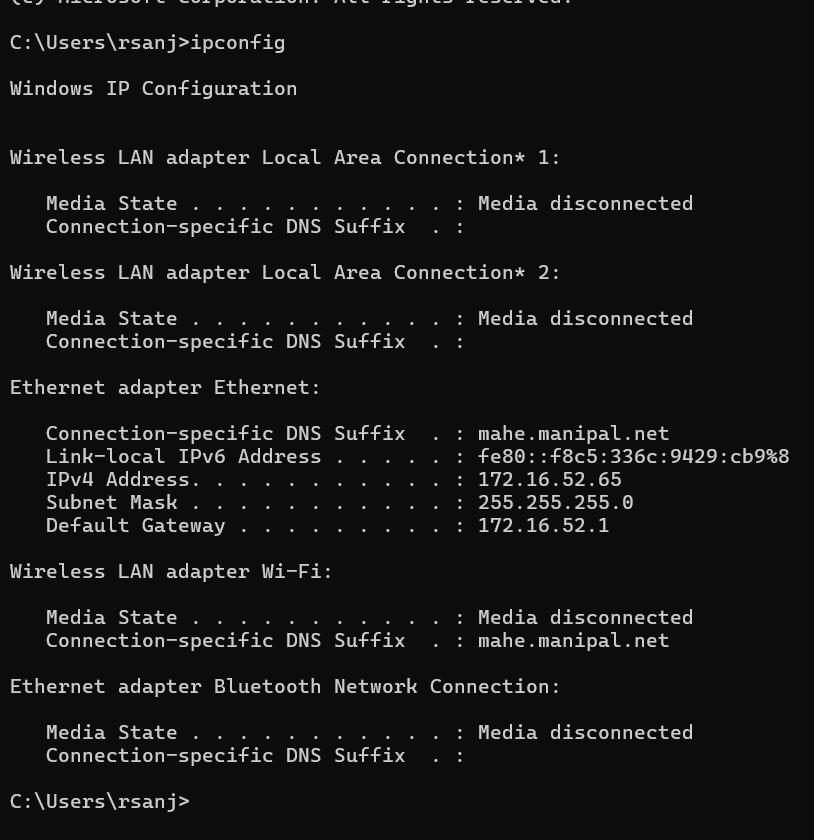 (c) Microsoft Corporation. All rights reserved.
C:\Users\rsanj>ipconfig
Windows IP Configuration
Wireless LAN adapter Local Area Connection* 1:
Media State . . . . . . . . . . . : Media disconnected
Connection-specific DNS Suffix  . :
Wireless LAN adapter Local Area Connection* 2:
Media State . . . . . . . . . . . : Media disconnected
Connection-specific DNS Suffix  . :
Ethernet adapter Ethernet:
Connection-specific DNS Suffix  . : mahe.manipal.net
Link-local IPv6 Address . . . . . : fe80::f8c5:336c:9429:cb9%8
IPv4 Address. . . . . . . . . . . : 172.16.52.65
Subnet Mask . . . . . . . . . . . : 255.255.255.0
Default Gateway . . . . . . . . . : 172.16.52.1
Wireless LAN adapter Wi-Fi:
Media State . . . . . . . . . . . : Media disconnected
Connection-specific DNS Suffix  . : mahe.manipal.net
Ethernet adapter Bluetooth Network Connection:
Media State . . . . . . . . . . . : Media disconnected
Connection-specific DNS Suffix  . :
C:\Users\rsanj>